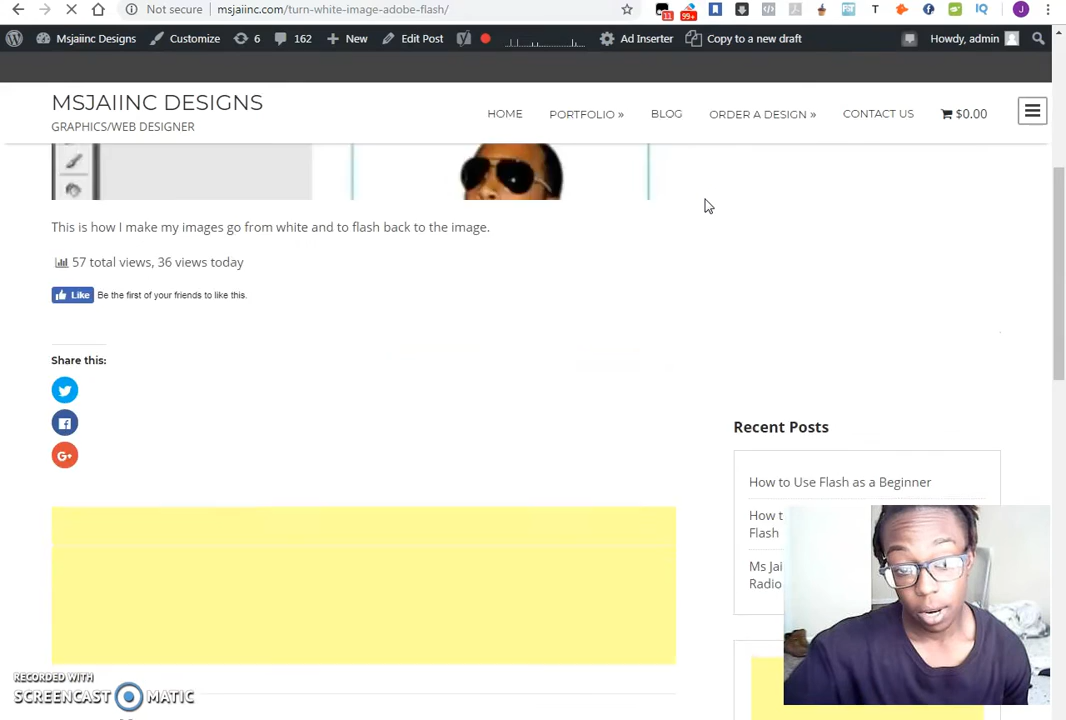 Not secure msjaiinc.com/turn-white-image-adobe-flash/
11 99+ T IQ J
MsJaiinc Designs Customize 6 162 New Edit Post Ad Inserter Copy to a new draft Howdy, admin
MSJAIINC DESIGNS
GRAPHICS/WEB DESIGNER
HOME PORTFOLIO » BLOG ORDER A DESIGN » CONTACT US $0.00
This is how I make my images go from white and to flash back to the image.
57 total views, 36 views today
Like Be the first of your friends to like this.
Share this:
G+
Recent Posts
How to Use Flash as a Beginner
How t
Flash
Ms Jai
Radio
RECORDED WITH
SCREENCAST MATIC